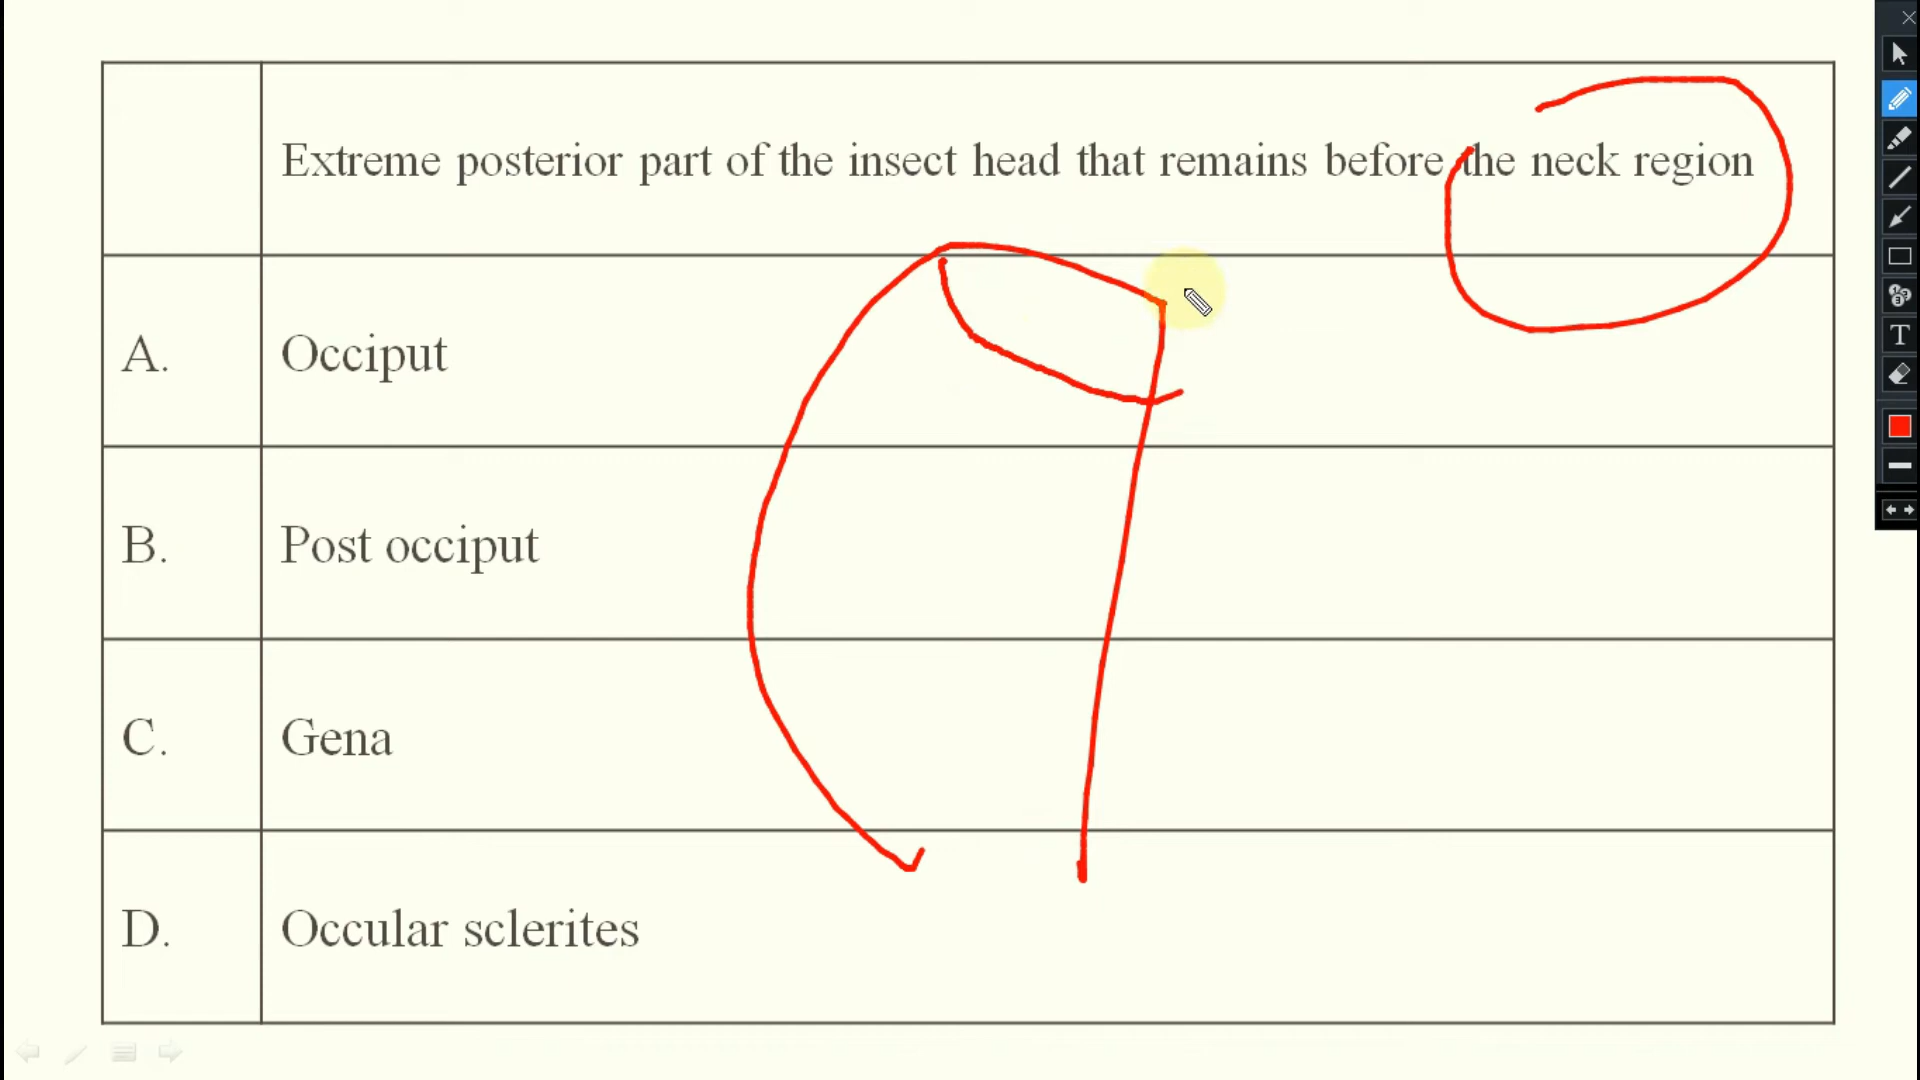 Extreme posterior part of the insect head that remains before the neck region
A. Occiput
B. Post occiput
C. Gena
D. Occular sclerites
T